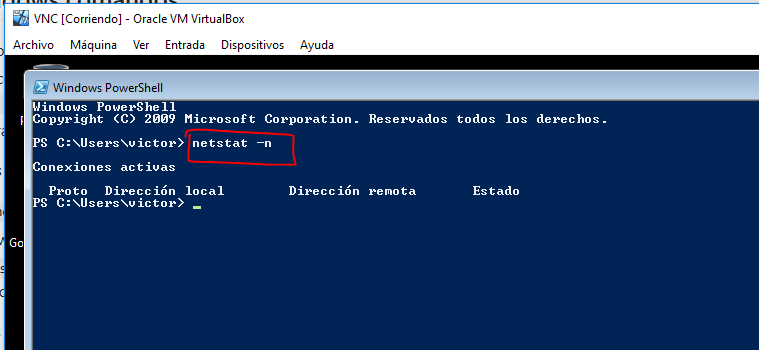 VNC [Corriendo] - Oracle VM VirtualBox
Archivo Máquina Ver Entrada Dispositivos Ayuda
Windows PowerShell
Windows PowerShell
Copyright (C) 2009 Microsoft Corporation. Reservados todos los derechos.
PS C:\Users\victor> netstat -n
Conexiones activas
Proto Dirección local Dirección remota Estado
PS C:\Users\victor>
Go